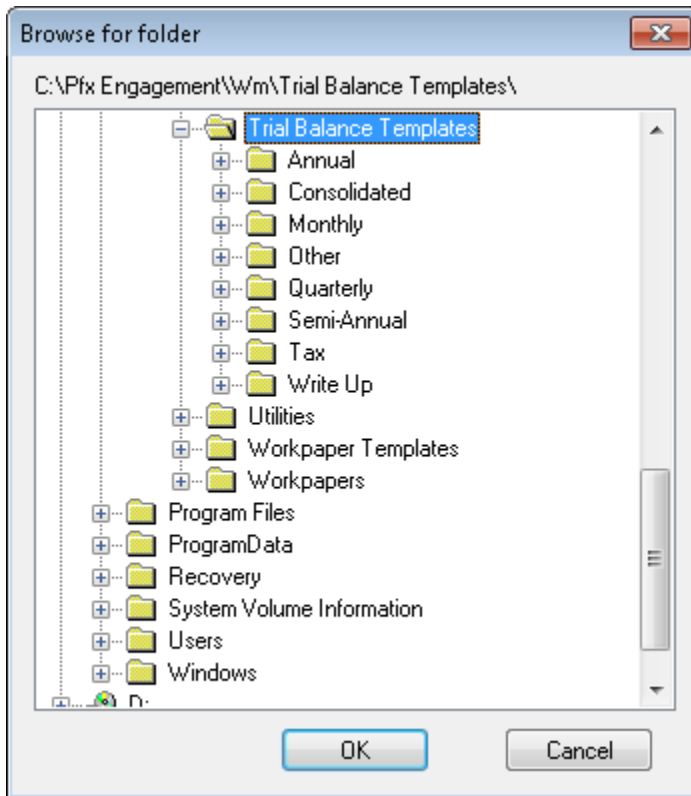 Browse for folder
C:\Pfx Engagement\Wm\Trial Balance Templates\
Trial Balance Templates
Annual
Consolidated
Monthly
Other
Quarterly
Semi-Annual
Tax
Write Up
Utilities
Workpaper Templates
Workpapers
Program Files
ProgramData
Recovery
System Volume Information
Users
Windows
D:
OK
Cancel